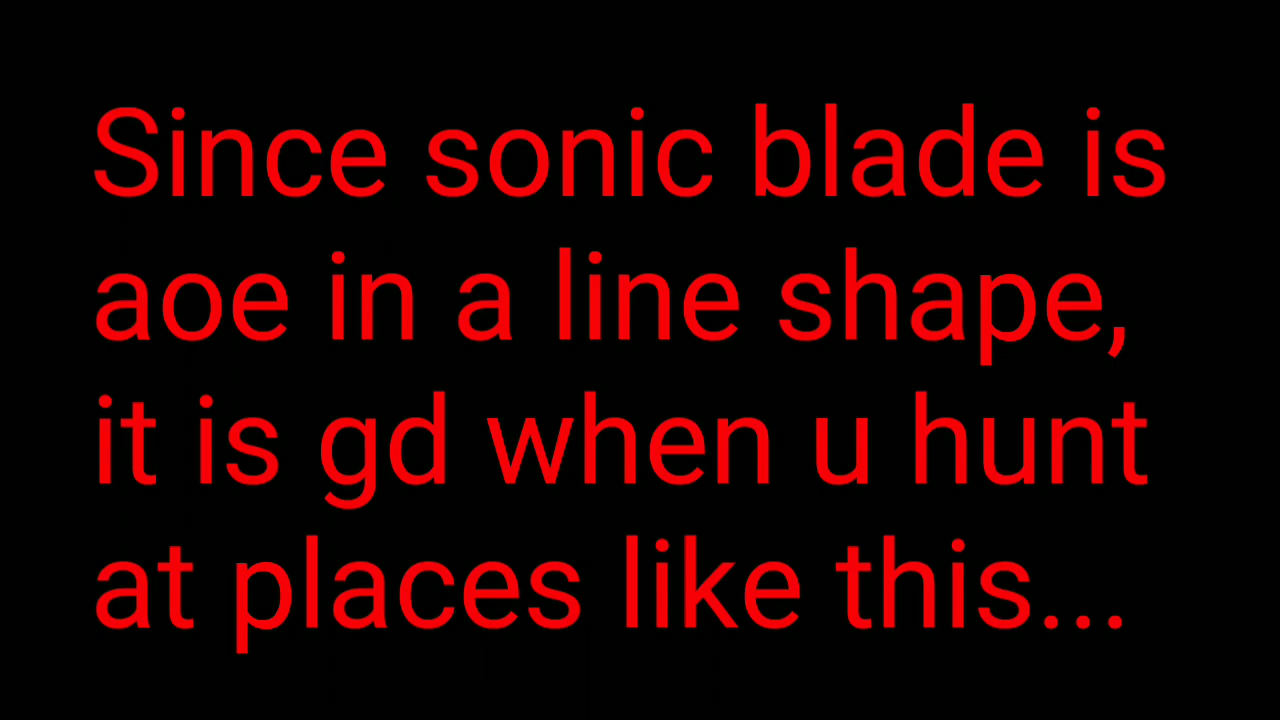 Since sonic blade is
aoe in a line shape,
it is gd when u hunt
at places like this...